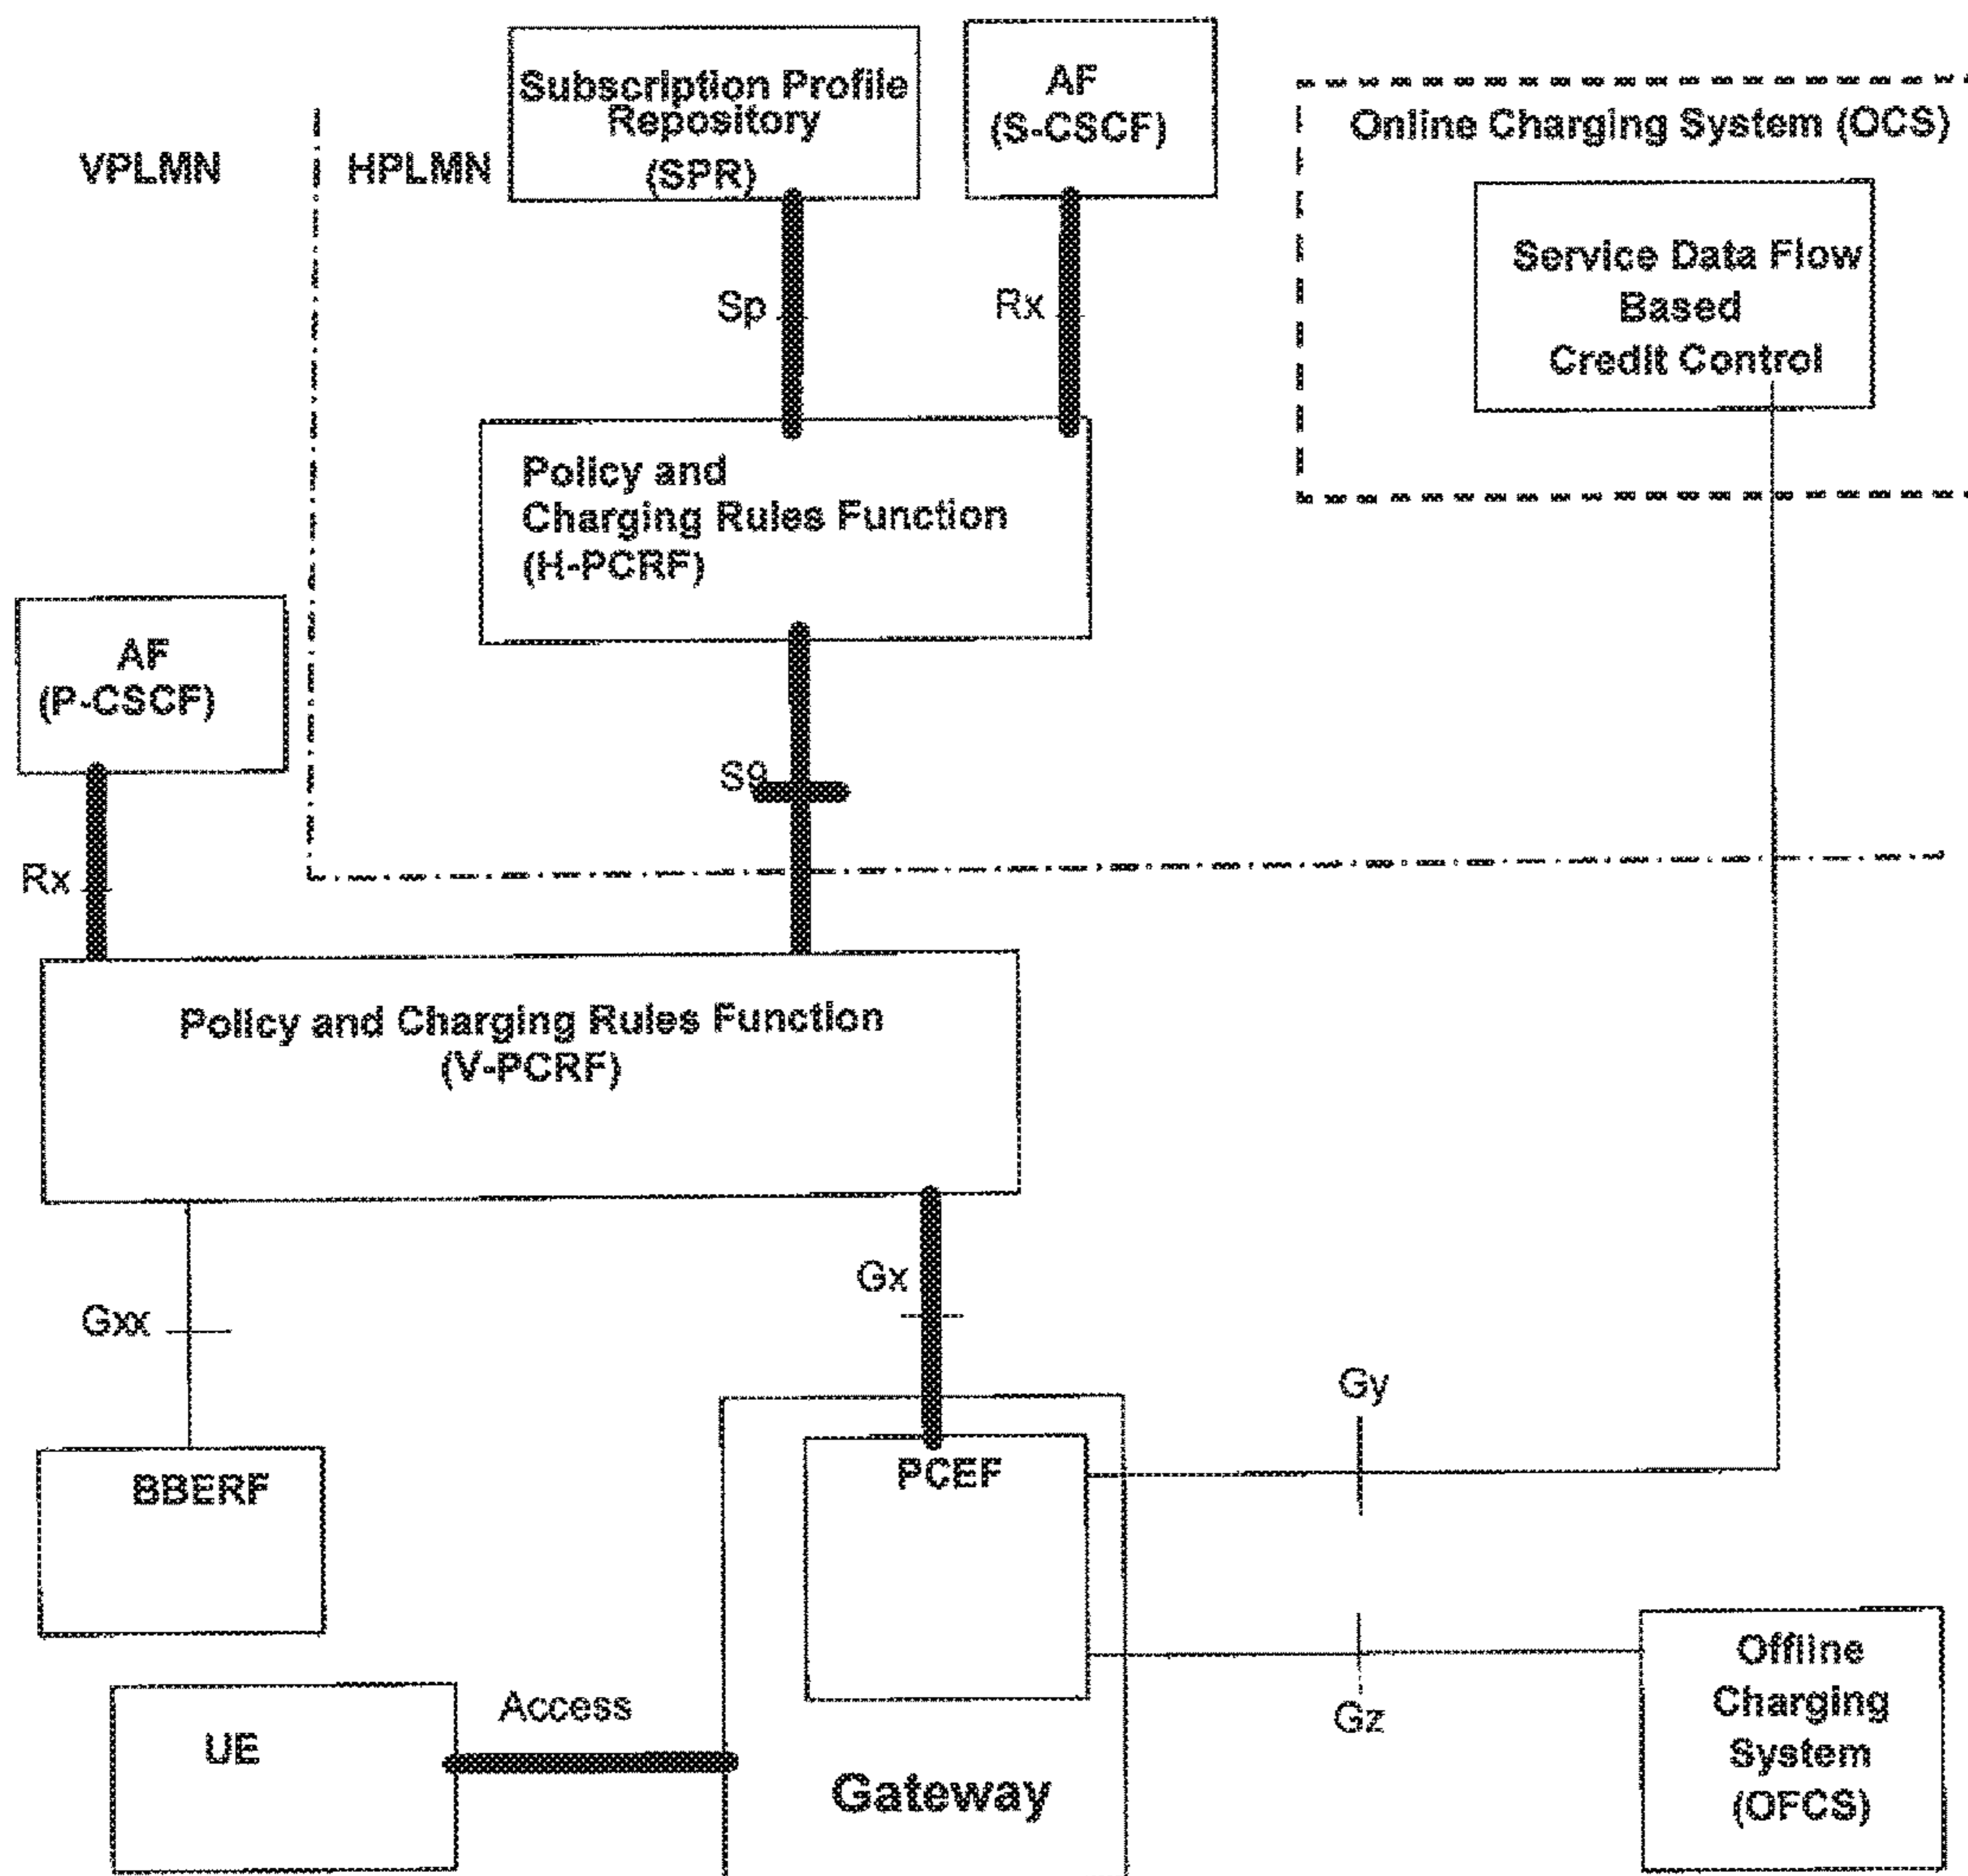 Subscription Profile
Repository
(SPR)
AF
(S-CSCF)
Online Charging System (OCS)
VPLMN
HPLMN
Service Data Flow
Based
Credit Control
Sp
Rx
Policy and
Charging Rules Function
(H-PCRF)
AF
(P-CSCF)
S9
Rx
Policy and Charging Rules Function
(V-PCRF)
Gx
Gxx
Gy
PCEF
BBERF
Offline
Charging
System
(OFCS)
Access
Gz
UE
Gateway